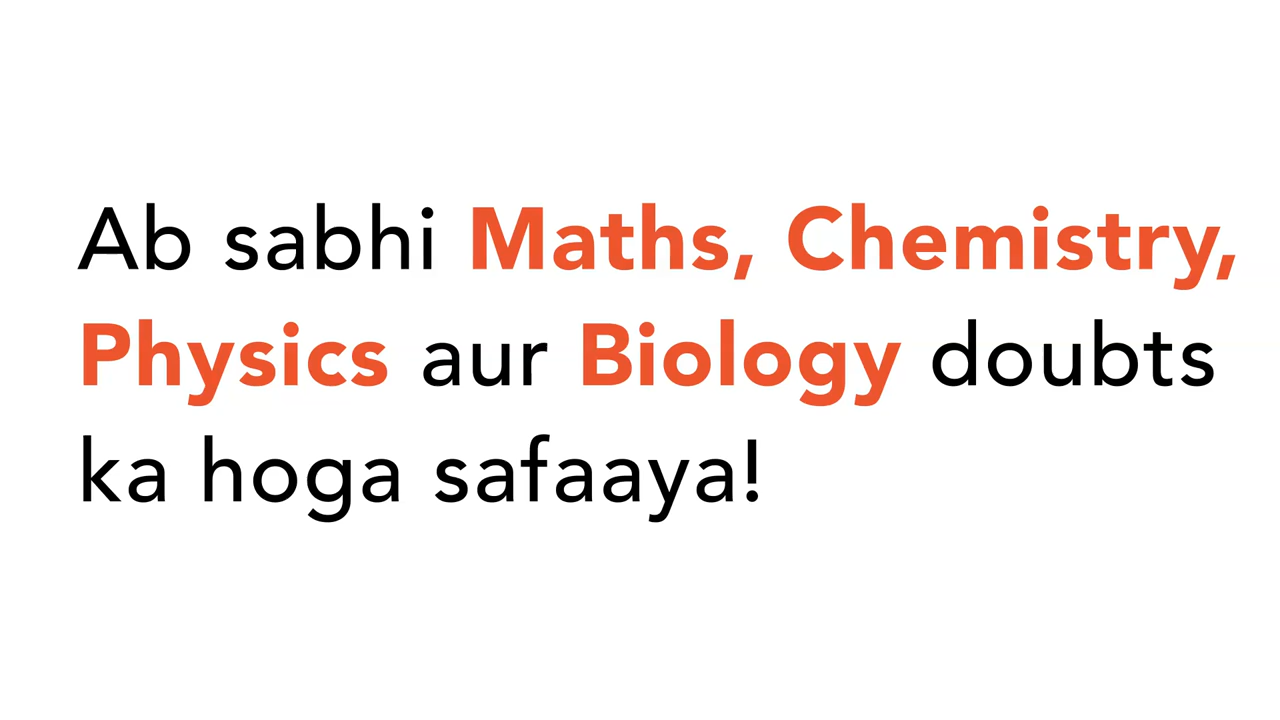 Ab sabhi Maths, Chemistry,
Physics aur Biology doubts
ka hoga safaaya!